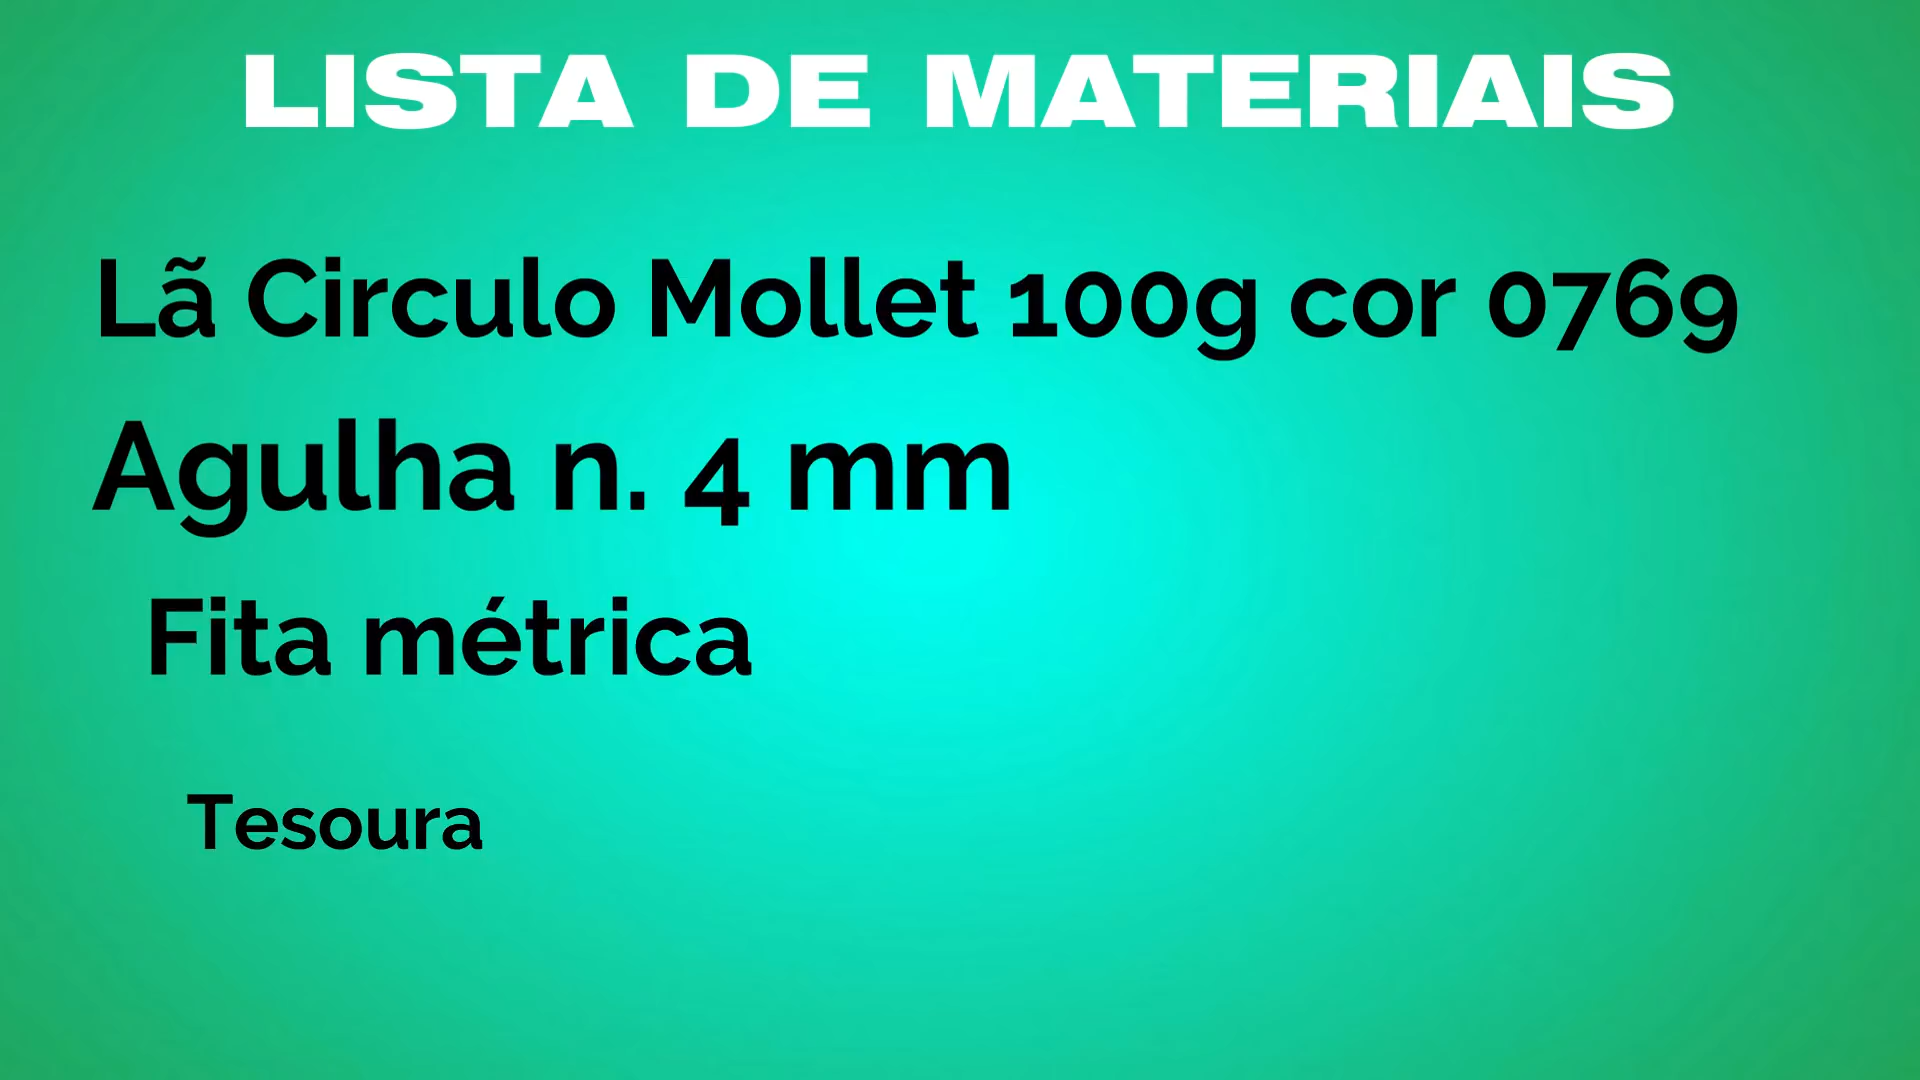 LISTA DE MATERIAIS
Lã Circulo Mollet 100g cor 0769
Agulha n. 4 mm
Fita métrica
Tesoura